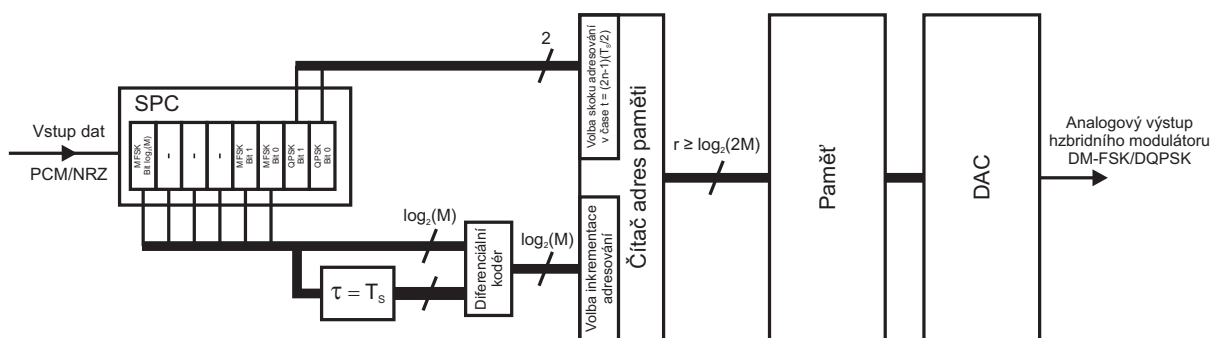 Vstup dat
PCM/NRZ
SPC
MFSK
Bit log₂(M)
-
-
-
MFSK
Bit 1
MFSK
Bit 0
QPSK
Bit 1
QPSK
Bit 0
2
log₂(M)
τ = Tₛ
Diferenciální
kodér
log₂(M)
Volba skoku adresování
v čase t = (2n-1)(Tₛ/2)
Volba inkrementace
adresování
Čítač adres paměti
r ≥ log₂(2M)
Paměť
DAC
Analogový výstup
hzbridního modulátoru
DM-FSK/DQPSK